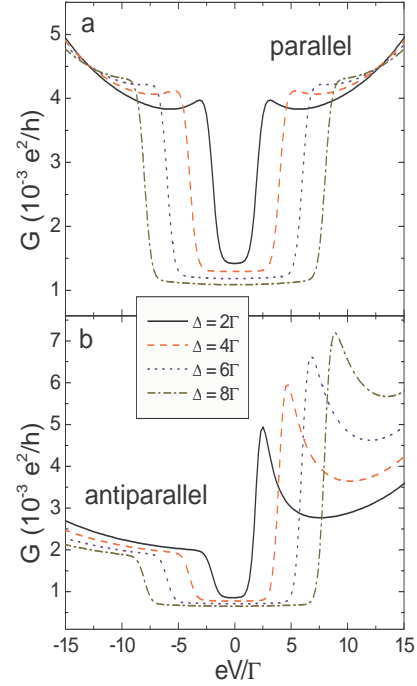 a
parallel
5
4
3
2
1
G (10⁻³ e²/h)
b
Δ = 2Γ
Δ = 4Γ
Δ = 6Γ
Δ = 8Γ
antiparallel
7
6
5
4
3
2
1
G (10⁻³ e²/h)
-15 -10 -5 0 5 10 15
eV/Γ